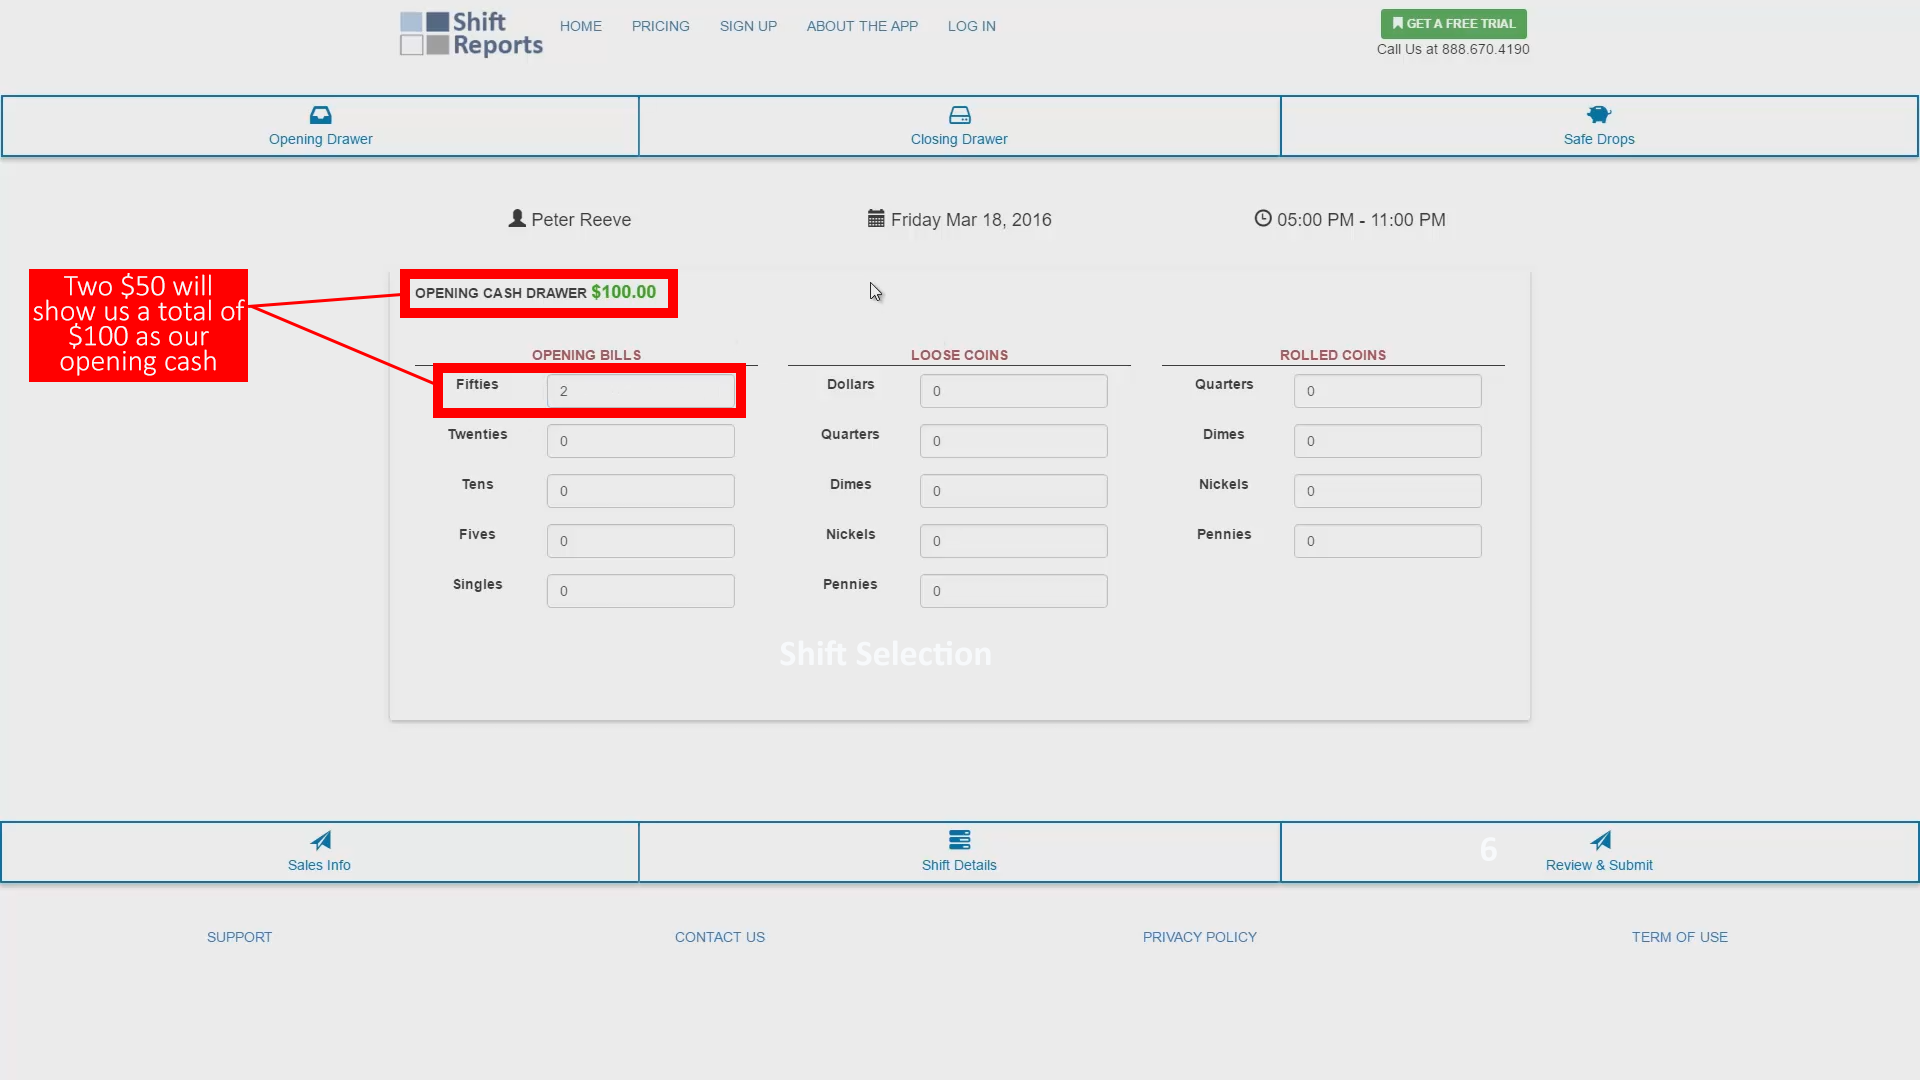 Shift
Reports
HOME
PRICING
SIGN UP
ABOUT THE APP
LOG IN
GET A FREE TRIAL
Call Us at 888.670.4190
Opening Drawer
Closing Drawer
Safe Drops
Peter Reeve
Friday Mar 18, 2016
05:00 PM - 11:00 PM
Two $50 will
show us a total of
$100 as our
opening cash
OPENING CASH DRAWER $100.00
OPENING BILLS
Fifties 2
Twenties 0
Tens 0
Fives 0
Singles 0
LOOSE COINS
Dollars 0
Quarters 0
Dimes 0
Nickels 0
Pennies 0
ROLLED COINS
Quarters 0
Dimes 0
Nickels 0
Pennies 0
Shift Selection
Sales Info
Shift Details
6
Review & Submit
SUPPORT
CONTACT US
PRIVACY POLICY
TERM OF USE